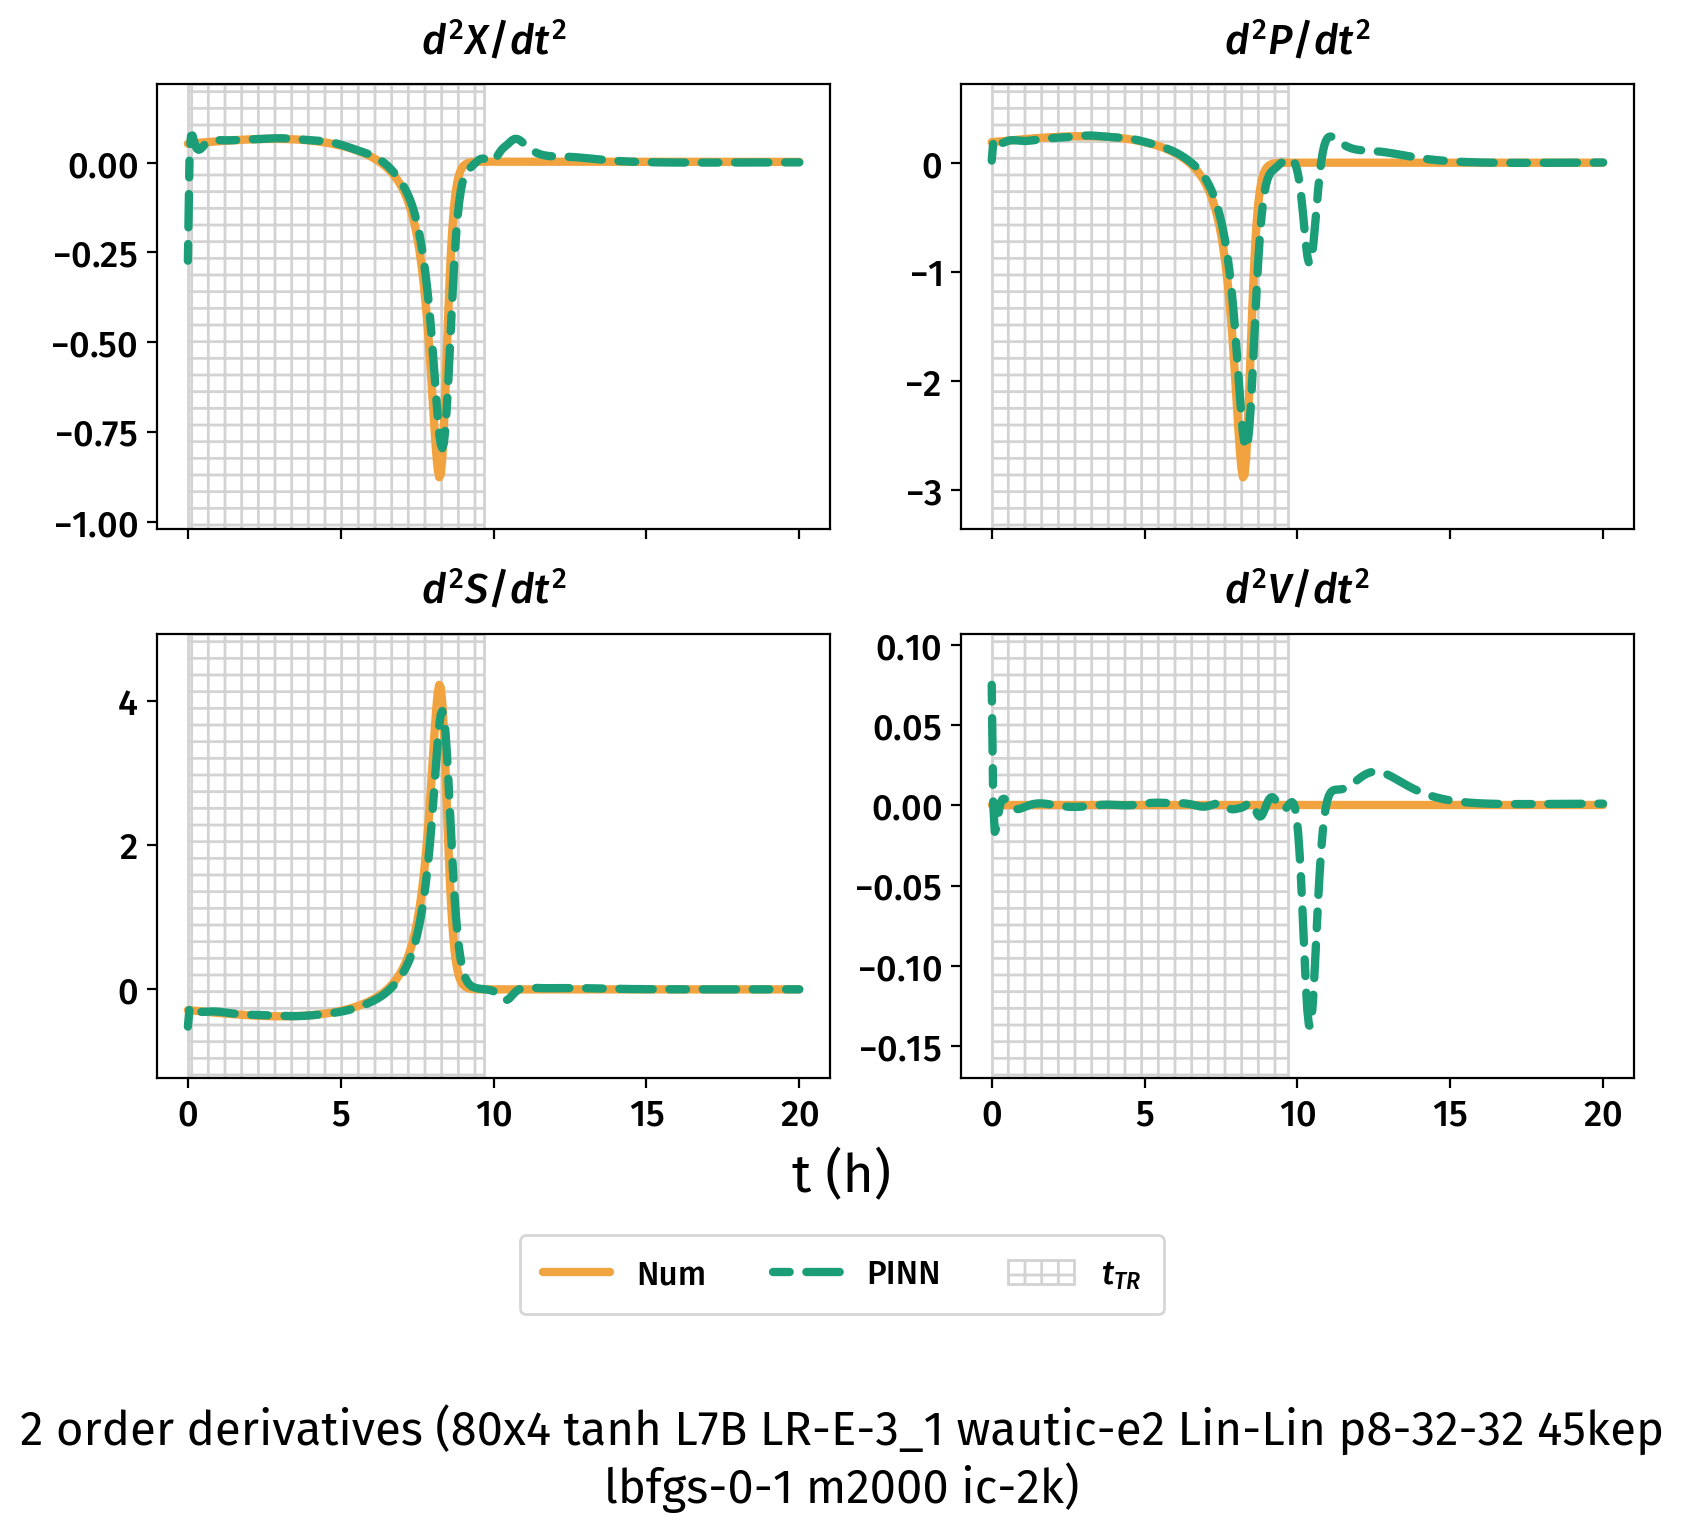 d²X/dt²
d²P/dt²
0.00
−0.25
−0.50
−0.75
−1.00
0
−1
−2
−3
d²S/dt²
d²V/dt²
4
2
0
0.10
0.05
0.00
−0.05
−0.10
−0.15
0 5 10 15 20
0 5 10 15 20
t (h)
Num PINN t_TR
2 order derivatives (80x4 tanh L7B LR-E-3_1 wautic-e2 Lin-Lin p8-32-32 45kep
lbfgs-0-1 m2000 ic-2k)